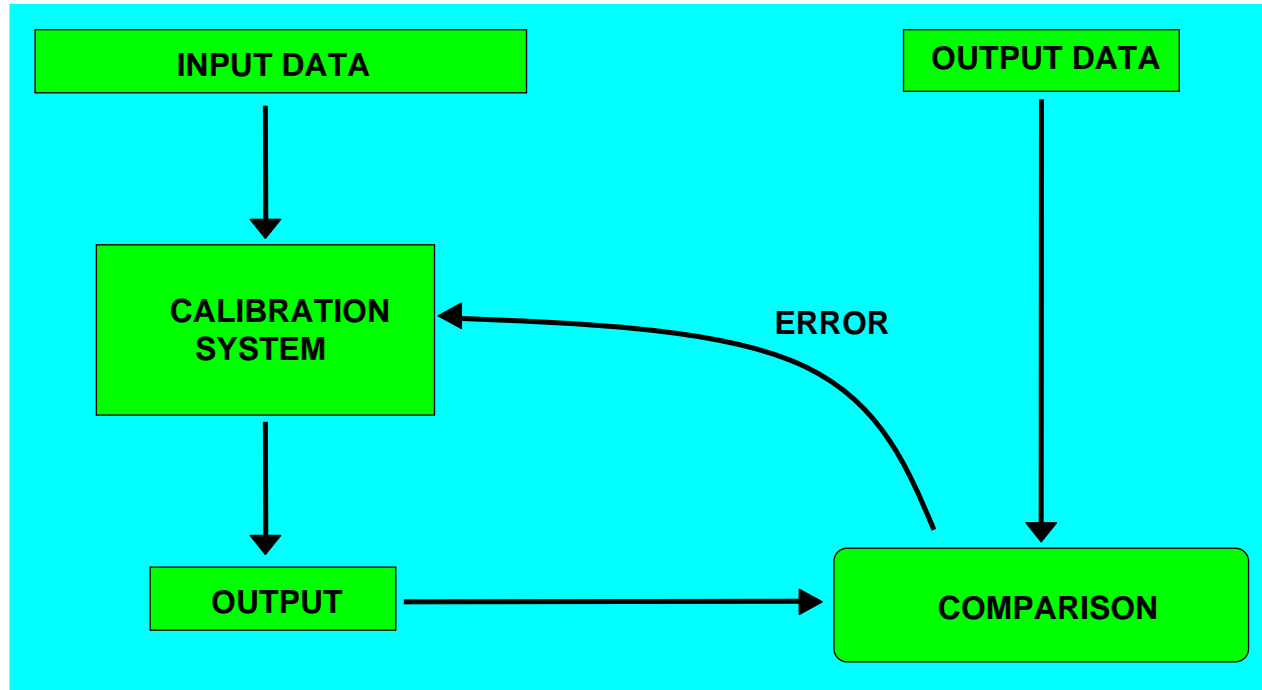 INPUT DATA
OUTPUT DATA
CALIBRATION
SYSTEM
ERROR
OUTPUT
COMPARISON